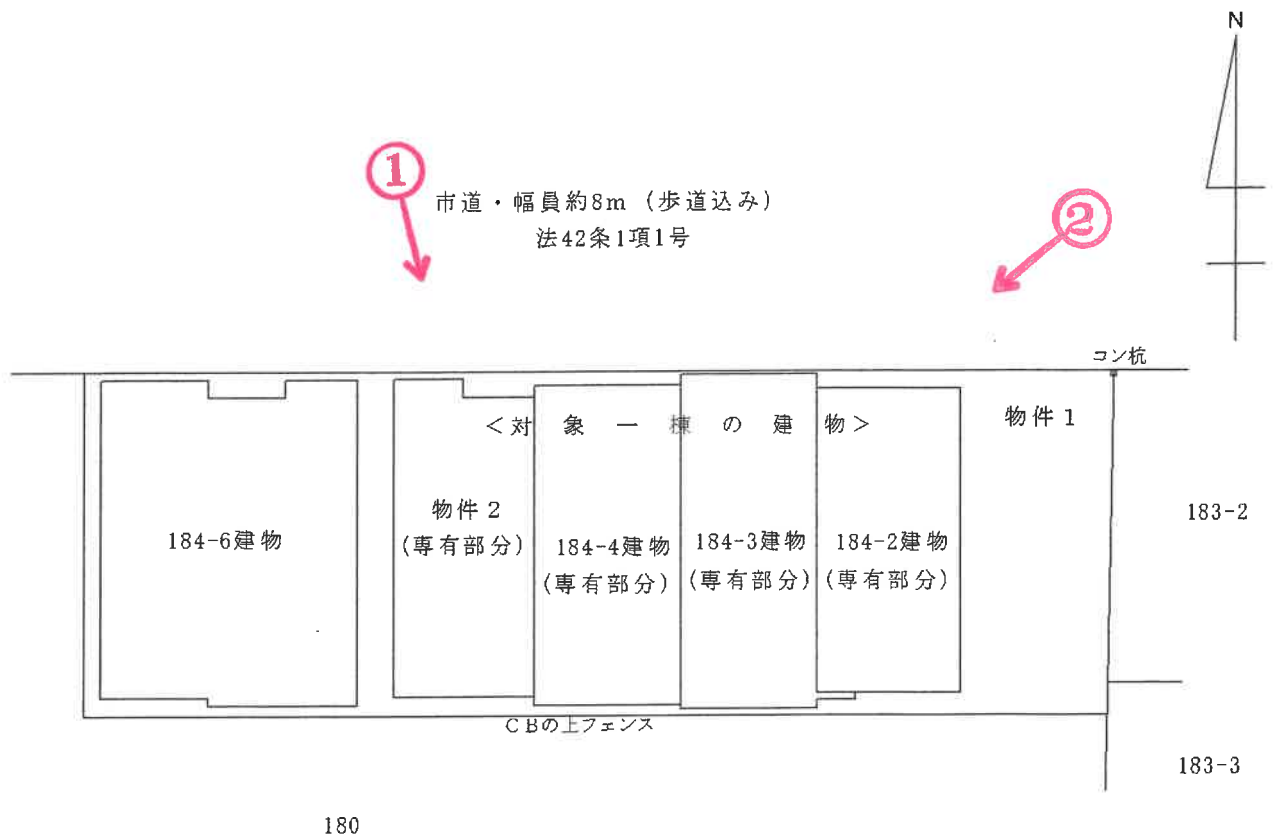 N
①
市道・幅員約8m (歩道込み)
法42条1項1号
②
コン杭
＜対象一棟の建物＞
物件1
物件2
(専有部分)
184-6建物
184-4建物
(専有部分)
184-3建物
(専有部分)
184-2建物
(専有部分)
183-2
CBの上フェンス
183-3
180